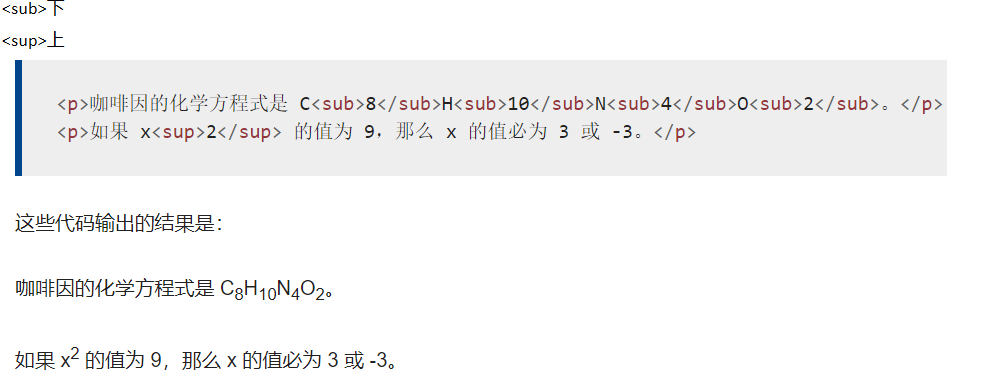 <sub>下
<sup>上
<p>咖啡因的化学方程式是 C<sub>8</sub>H<sub>10</sub>N<sub>4</sub>O<sub>2</sub>。</p>
<p>如果 x<sup>2</sup> 的值为 9，那么 x 的值必为 3 或 -3。</p>
这些代码输出的结果是：
咖啡因的化学方程式是 C₈H₁₀N₄O₂。
如果 x² 的值为 9，那么 x 的值必为 3 或 -3。